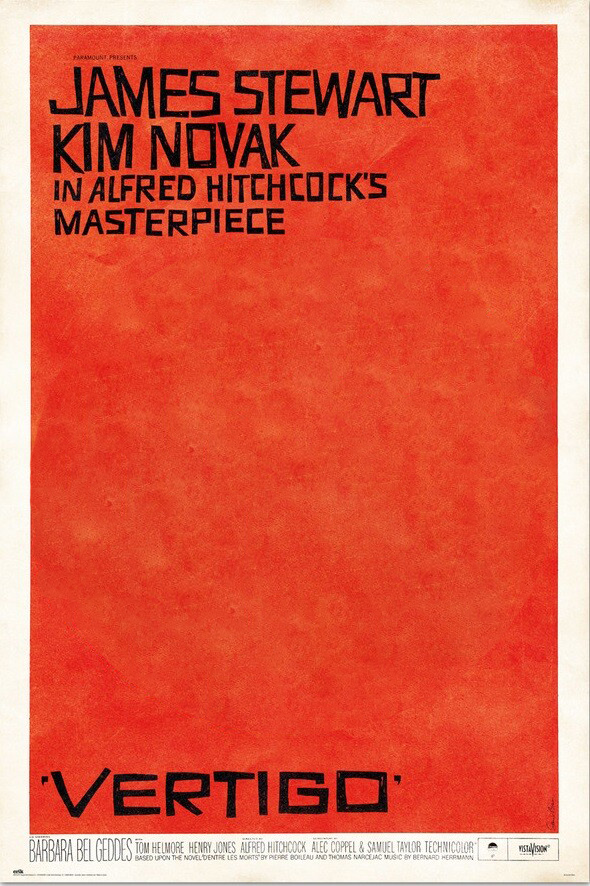 PARAMOUNT PRESENTS
JAMES STEWART
KIM NOVAK
IN ALFRED HITCHCOCK'S
MASTERPIECE
'VERTIGO'
BARBARA BEL GEDDES TOM HELMORE HENRY JONES ALFRED HITCHCOCK ALEC COPPEL & SAMUEL TAYLOR TECHNICOLOR
BASED UPON THE NOVEL 'D'ENTRE LES MORTS' BY PIERRE BOILEAU AND THOMAS NARCEJAC MUSIC BY BERNARD HERRMANN
VISTAVISION